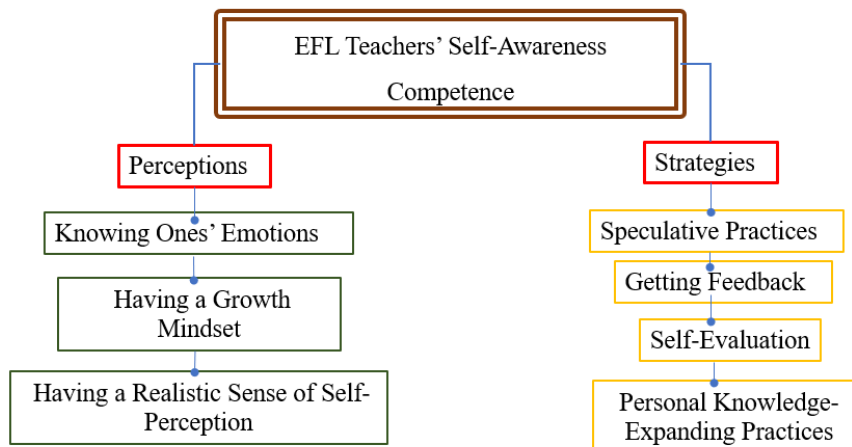 EFL Teachers’ Self-Awareness
Competence
Perceptions
Knowing Ones’ Emotions
Having a Growth
Mindset
Having a Realistic Sense of Self-
Perception
Strategies
Speculative Practices
Getting Feedback
Self-Evaluation
Personal Knowledge-
Expanding Practices